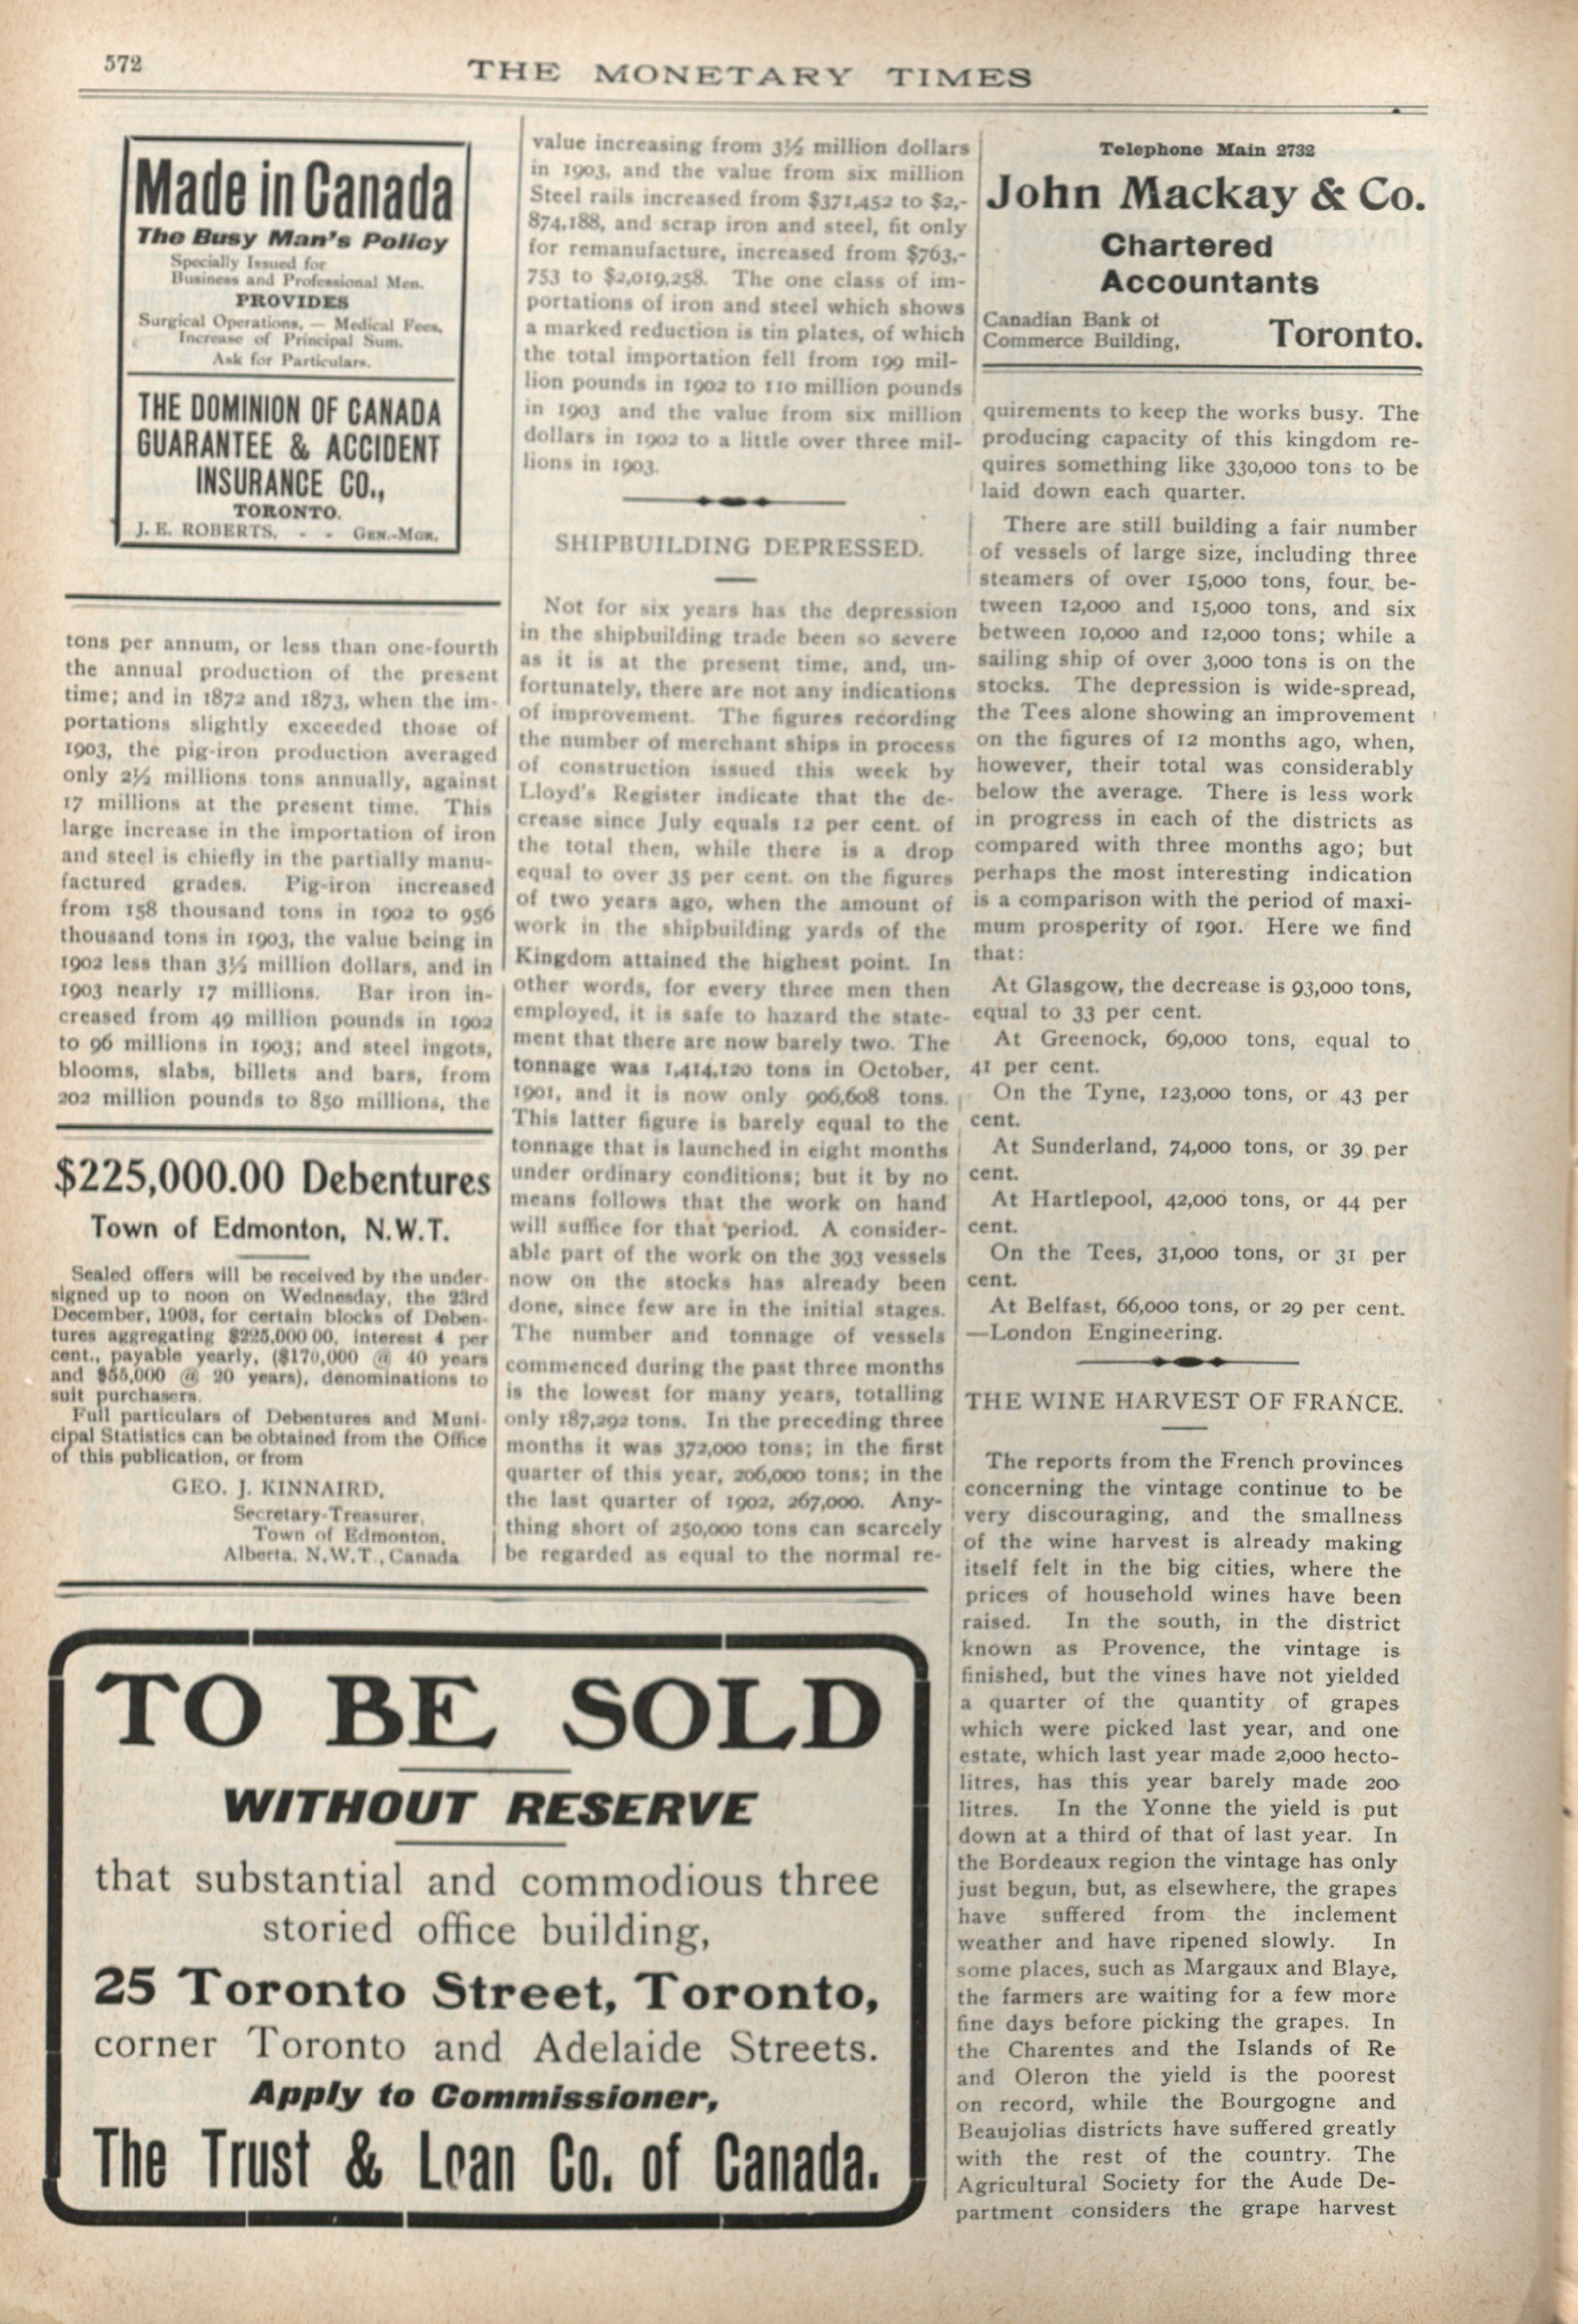 572
THE MONETARY TIMES
Made in Canada
The Busy Man's Policy
Specially Issued for
Business and Professional Men.
PROVIDES
Surgical Operations, — Medical Fees,
Increase of Principal Sum.
Ask for Particulars.
THE DOMINION OF CANADA
GUARANTEE & ACCIDENT
INSURANCE CO.,
TORONTO.
J. E. ROBERTS, - - GEN.-MGR.
tons per annum, or less than one-fourth
the annual production of the present
time; and in 1872 and 1873, when the im-
portations slightly exceeded those of
1903, the pig-iron production averaged
only 2½ millions tons annually, against
17 millions at the present time. This
large increase in the importation of iron
and steel is chiefly in the partially manu-
factured grades. Pig-iron increased
from 158 thousand tons in 1902 to 956
thousand tons in 1903, the value being in
1902 less than 3½ million dollars, and in
1903 nearly 17 millions. Bar iron in-
creased from 49 million pounds in 1902
to 96 millions in 1903; and steel ingots,
blooms, slabs, billets and bars, from
202 million pounds to 850 millions, the
$225,000.00 Debentures
Town of Edmonton, N.W.T.
Sealed offers will be received by the under-
signed up to noon on Wednesday, the 23rd
December, 1903, for certain blocks of Deben-
tures aggregating $225,000 00, interest 4 per
cent., payable yearly, ($170,000 @ 40 years
and $55,000 @ 20 years), denominations to
suit purchasers.
Full particulars of Debentures and Muni-
cipal Statistics can be obtained from the Office
of this publication, or from
GEO. J. KINNAIRD,
Secretary-Treasurer,
Town of Edmonton,
Alberta, N.W.T., Canada
value increasing from 3½ million dollars
in 1903, and the value from six million
Steel rails increased from $371,452 to $2,-
874,188, and scrap iron and steel, fit only
for remanufacture, increased from $763,-
753 to $2,019,258. The one class of im-
portations of iron and steel which shows
a marked reduction is tin plates, of which
the total importation fell from 199 mil-
lion pounds in 1902 to 110 million pounds
in 1903 and the value from six million
dollars in 1902 to a little over three mil-
lions in 1903.
SHIPBUILDING DEPRESSED.
Not for six years has the depression
in the shipbuilding trade been so severe
as it is at the present time, and, un-
fortunately, there are not any indications
of improvement. The figures recording
the number of merchant ships in process
of construction issued this week by
Lloyd's Register indicate that the de-
crease since July equals 12 per cent. of
the total then, while there is a drop
equal to over 35 per cent. on the figures
of two years ago, when the amount of
work in the shipbuilding yards of the
Kingdom attained the highest point. In
other words, for every three men then
employed, it is safe to hazard the state-
ment that there are now barely two. The
tonnage was 1,414,120 tons in October,
1901, and it is now only 906,608 tons.
This latter figure is barely equal to the
tonnage that is launched in eight months
under ordinary conditions; but it by no
means follows that the work on hand
will suffice for that period. A consider-
able part of the work on the 393 vessels
now on the stocks has already been
done, since few are in the initial stages.
The number and tonnage of vessels
commenced during the past three months
is the lowest for many years, totalling
only 187,292 tons. In the preceding three
months it was 372,000 tons; in the first
quarter of this year, 206,000 tons; in the
the last quarter of 1902, 267,000. Any-
thing short of 250,000 tons can scarcely
be regarded as equal to the normal re-
Telephone Main 2732
John Mackay & Co.
Chartered
Accountants
Canadian Bank of
Commerce Building, Toronto.
quirements to keep the works busy. The
producing capacity of this kingdom re-
quires something like 330,000 tons to be
laid down each quarter.
There are still building a fair number
of vessels of large size, including three
steamers of over 15,000 tons, four, be-
tween 12,000 and 15,000 tons, and six
between 10,000 and 12,000 tons; while a
sailing ship of over 3,000 tons is on the
stocks. The depression is wide-spread,
the Tees alone showing an improvement
on the figures of 12 months ago, when,
however, their total was considerably
below the average. There is less work
in progress in each of the districts as
compared with three months ago; but
perhaps the most interesting indication
is a comparison with the period of maxi-
mum prosperity of 1901. Here we find
that:
At Glasgow, the decrease is 93,000 tons,
equal to 33 per cent.
At Greenock, 69,000 tons, equal to
41 per cent.
On the Tyne, 123,000 tons, or 43 per
cent.
At Sunderland, 74,000 tons, or 39 per
cent.
At Hartlepool, 42,000 tons, or 44 per
cent.
On the Tees, 31,000 tons, or 31 per
cent.
At Belfast, 66,000 tons, or 29 per cent.
—London Engineering.
THE WINE HARVEST OF FRANCE.
The reports from the French provinces
concerning the vintage continue to be
very discouraging, and the smallness
of the wine harvest is already making
itself felt in the big cities, where the
prices of household wines have been
raised. In the south, in the district
known as Provence, the vintage is
finished, but the vines have not yielded
a quarter of the quantity of grapes
which were picked last year, and one
estate, which last year made 2,000 hecto-
litres, has this year barely made 200
litres. In the Yonne the yield is put
down at a third of that of last year. In
the Bordeaux region the vintage has only
just begun, but, as elsewhere, the grapes
have suffered from the inclement
weather and have ripened slowly. In
some places, such as Margaux and Blaye,
the farmers are waiting for a few more
fine days before picking the grapes. In
the Charentes and the Islands of Re
and Oleron the yield is the poorest
on record, while the Bourgogne and
Beaujolias districts have suffered greatly
with the rest of the country. The
Agricultural Society for the Aude De-
partment considers the grape harvest
TO BE SOLD
WITHOUT RESERVE
that substantial and commodious three
storied office building,
25 Toronto Street, Toronto,
corner Toronto and Adelaide Streets.
Apply to Commissioner,
The Trust & Loan Co. of Canada.